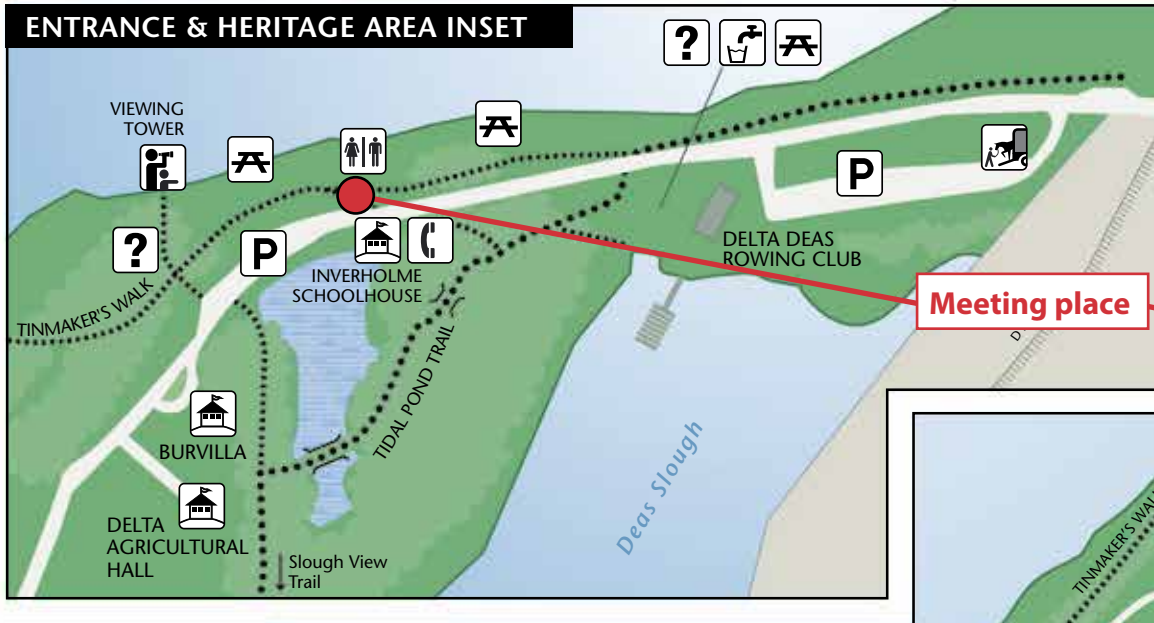 ENTRANCE & HERITAGE AREA INSET
?
VIEWING
TOWER
?
P
P
INVERHOLME
SCHOOLHOUSE
DELTA DEAS
ROWING CLUB
Meeting place
TINMAKER'S WALK
TIDAL POND TRAIL
BURVILLA
Deas Slough
DELTA
AGRICULTURAL
HALL
Slough View
Trail
TINMAKER'S WAL